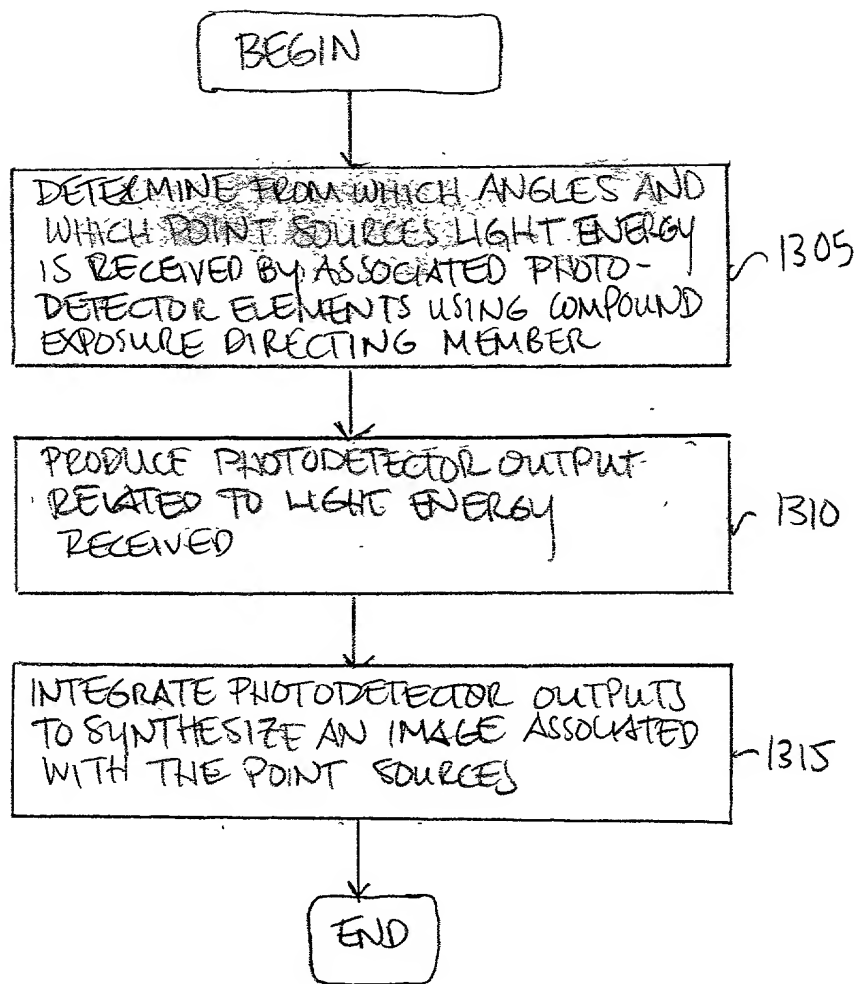 BEGIN
DETERMINE FROM WHICH ANGLES AND
WHICH POINT SOURCES LIGHT ENERGY
IS RECEIVED BY ASSOCIATED PHOTO-
DETECTOR ELEMENTS USING COMPOUND
EXPOSURE DIRECTING MEMBER
1305
PRODUCE PHOTODETECTOR OUTPUT
RELATED TO LIGHT ENERGY
RECEIVED
1310
INTEGRATE PHOTODETECTOR OUTPUTS
TO SYNTHESIZE AN IMAGE ASSOCIATED
WITH THE POINT SOURCES
1315
END